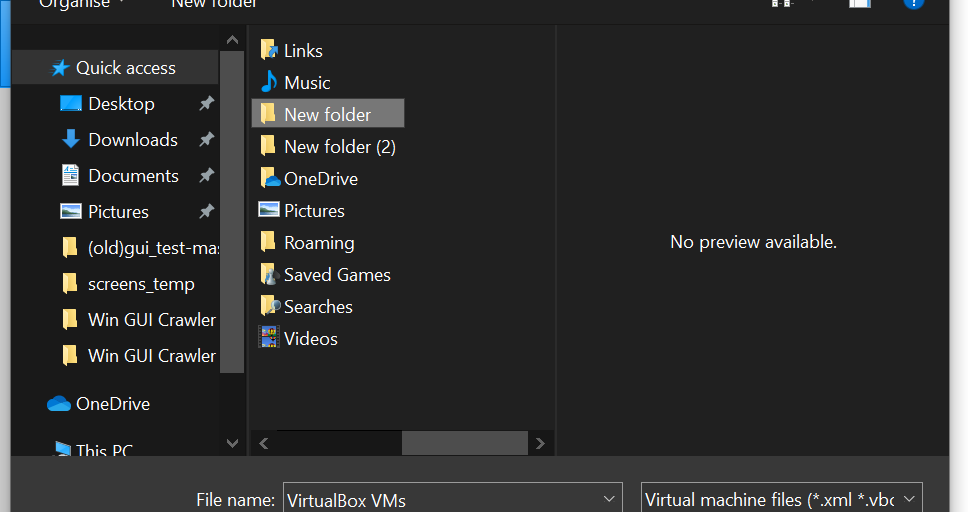 Organise
New folder
Quick access
Desktop
Downloads
Documents
Pictures
(old)gui_test-mas
screens_temp
Win GUI Crawler
Win GUI Crawler
OneDrive
This PC
Links
Music
New folder
New folder (2)
OneDrive
Pictures
Roaming
Saved Games
Searches
Videos
No preview available.
File name:
VirtualBox VMs
Virtual machine files (*.xml *.vbo